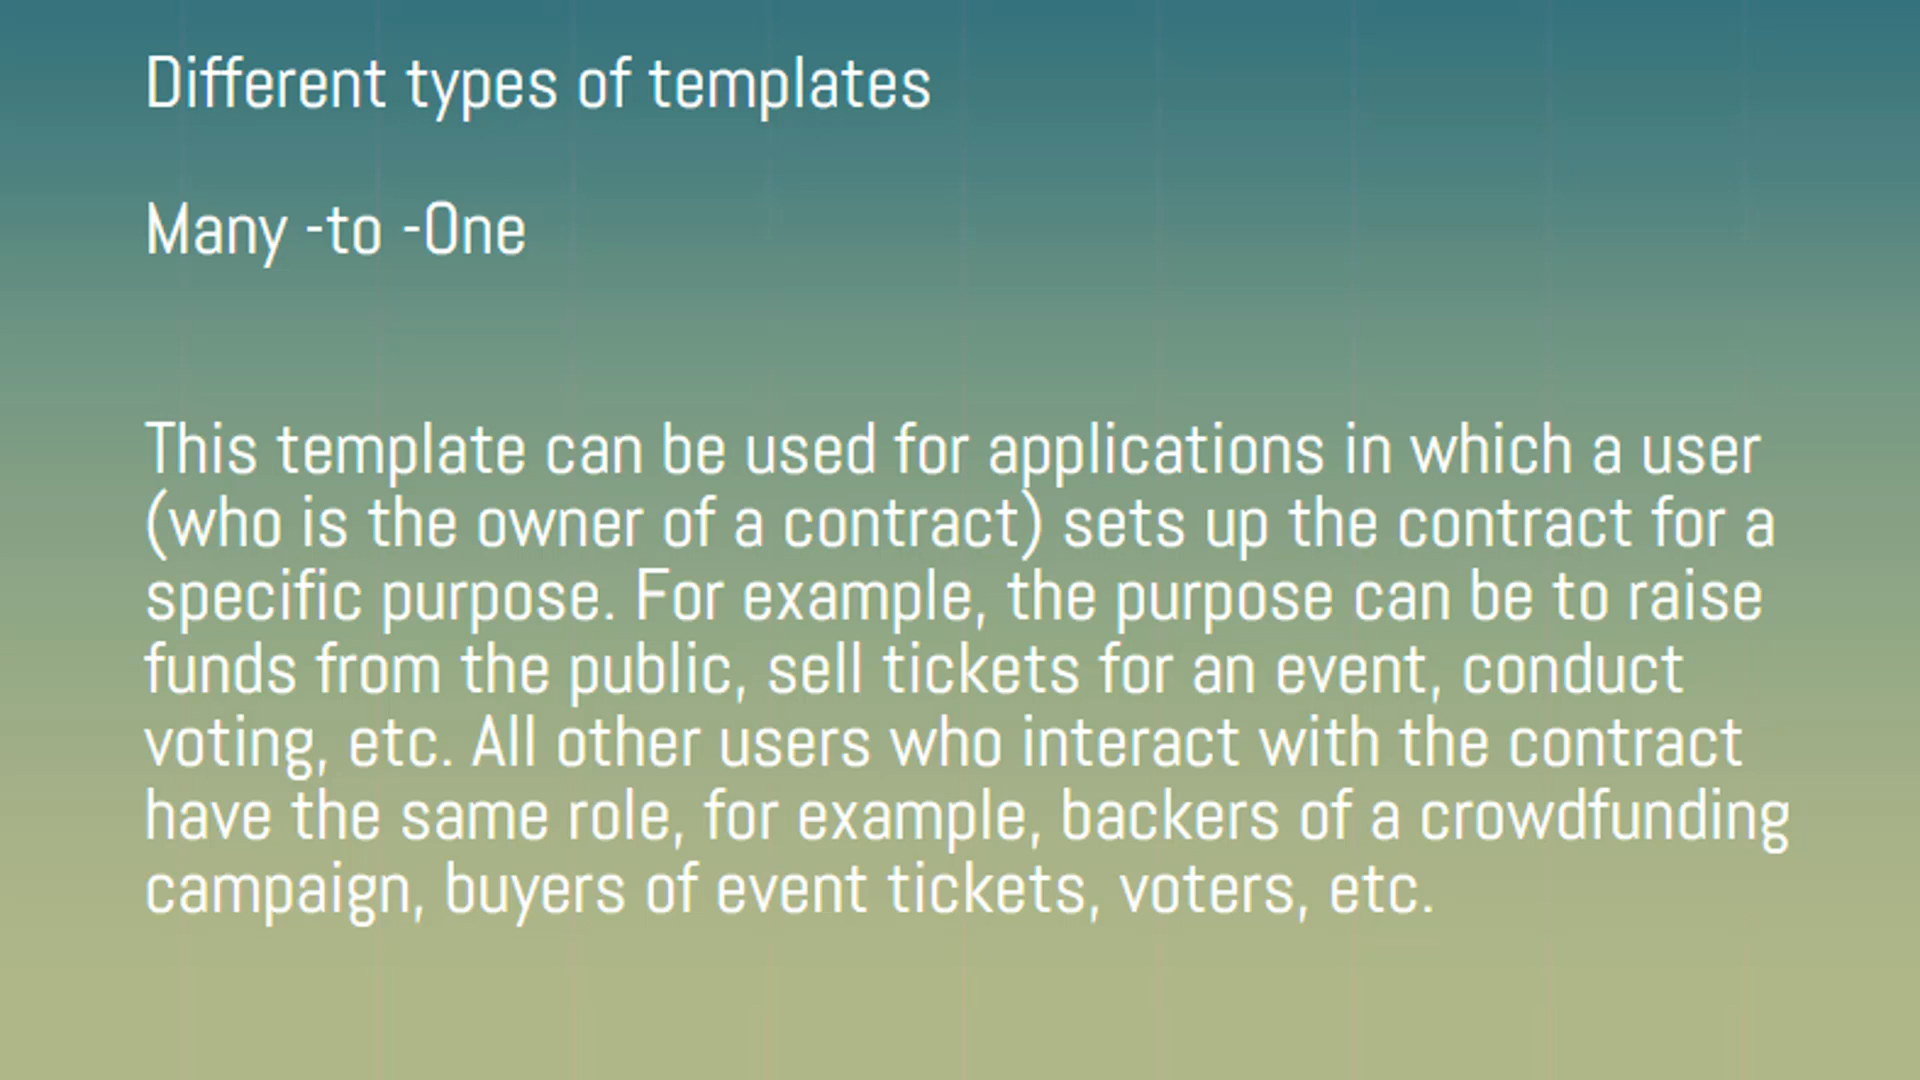 Different types of templates
Many -to -One
This template can be used for applications in which a user
(who is the owner of a contract) sets up the contract for a
specific purpose. For example, the purpose can be to raise
funds from the public, sell tickets for an event, conduct
voting, etc. All other users who interact with the contract
have the same role, for example, backers of a crowdfunding
campaign, buyers of event tickets, voters, etc.